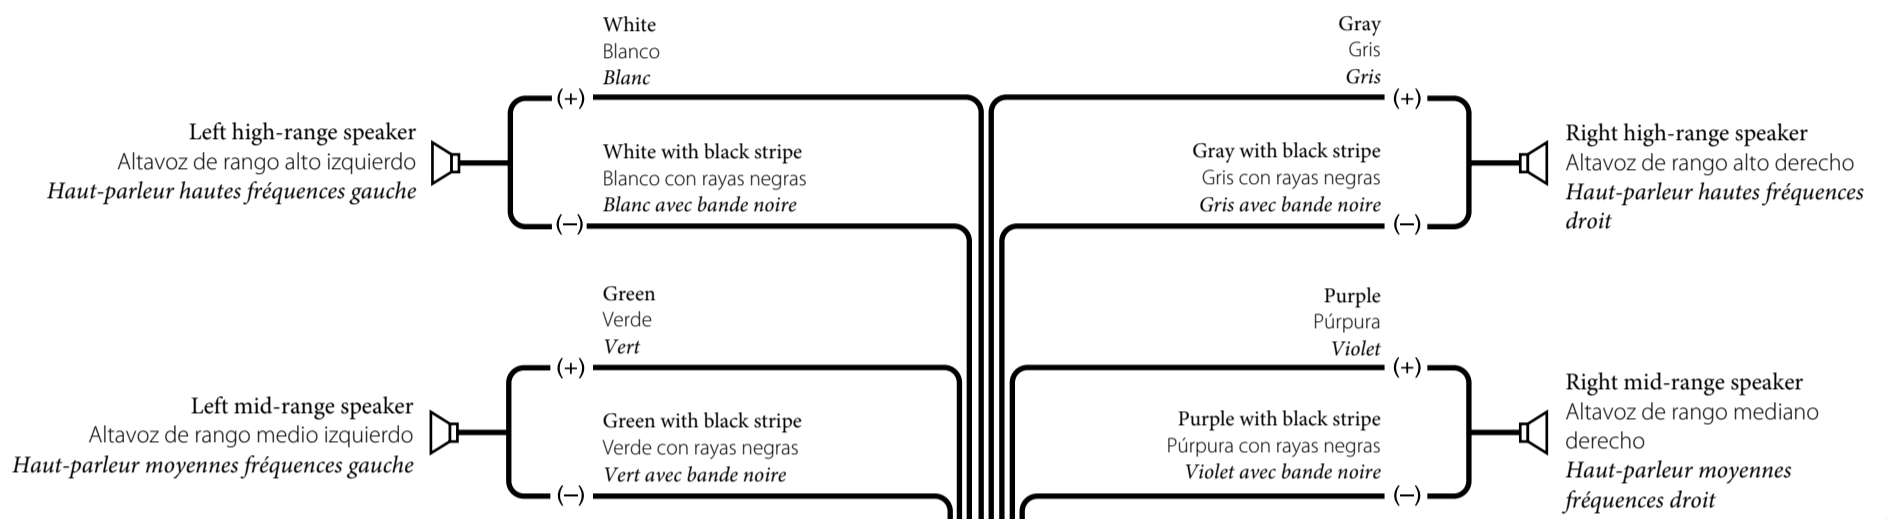 White
Blanco
Blanc
(+)
Left high-range speaker
Altavoz de rango alto izquierdo
Haut-parleur hautes fréquences gauche
White with black stripe
Blanco con rayas negras
Blanc avec bande noire
(–)
Gray
Gris
Gris
(+)
Gray with black stripe
Gris con rayas negras
Gris avec bande noire
(–)
Right high-range speaker
Altavoz de rango alto derecho
Haut-parleur hautes fréquences
droit
Green
Verde
Vert
(+)
Left mid-range speaker
Altavoz de rango medio izquierdo
Haut-parleur moyennes fréquences gauche
Green with black stripe
Verde con rayas negras
Vert avec bande noire
(–)
Purple
Púrpura
Violet
(+)
Purple with black stripe
Púrpura con rayas negras
Violet avec bande noire
(–)
Right mid-range speaker
Altavoz de rango mediano
derecho
Haut-parleur moyennes
fréquences droit